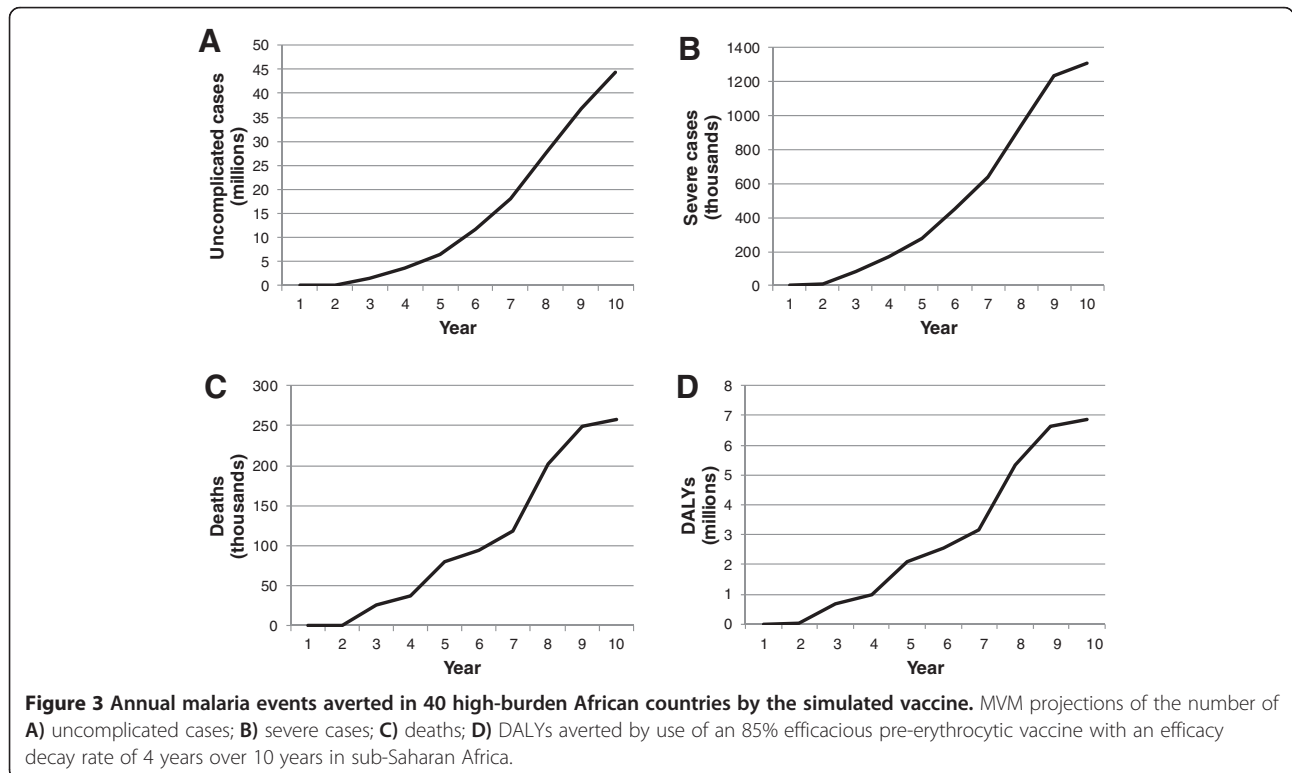 A
50
45
40
35
30
25
20
15
10
5
0
Uncomplicated cases
(millions)
1 2 3 4 5 6 7 8 9 10
Year
B
1400
1200
1000
800
600
400
200
0
Severe cases
(thousands)
1 2 3 4 5 6 7 8 9 10
Year
C
300
250
200
150
100
50
0
Deaths
(thousands)
1 2 3 4 5 6 7 8 9 10
Year
D
8
7
6
5
4
3
2
1
0
DALYs
(millions)
1 2 3 4 5 6 7 8 9 10
Year
Figure 3 Annual malaria events averted in 40 high-burden African countries by the simulated vaccine. MVM projections of the number of
A) uncomplicated cases; B) severe cases; C) deaths; D) DALYs averted by use of an 85% efficacious pre-erythrocytic vaccine with an efficacy
decay rate of 4 years over 10 years in sub-Saharan Africa.